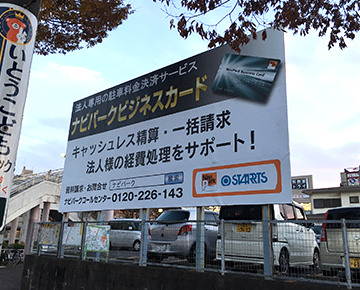 法人専用の駐車料金決済サービス
ナビパークビジネスカード
キャッシュレス精算・一括請求
法人様の経費処理をサポート!
資料請求・お問合せ ナビパーク
ナビパークコールセンター 0120-226-143
STARTS